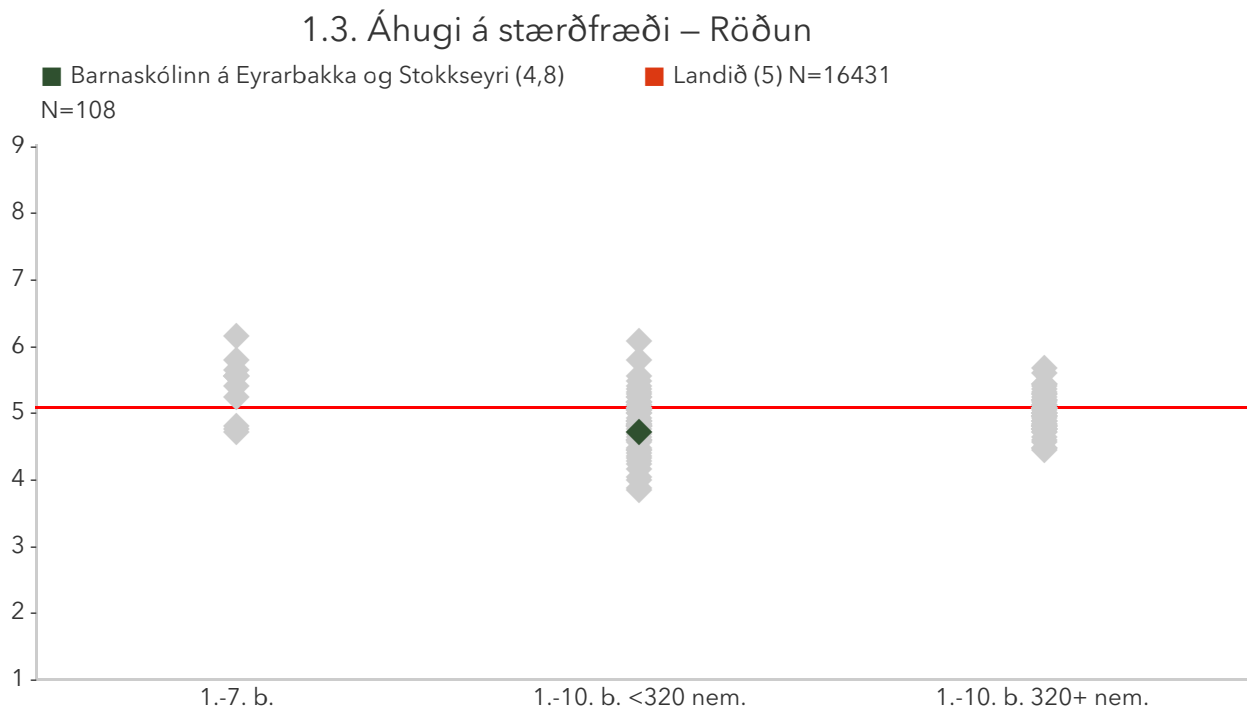 1.3. Áhugi á stærðfræði – Röðun
Barnaskólinn á Eyrarbakka og Stokkseyri (4,8)
N=108
Landið (5) N=16431
9
8
7
6
5
4
3
2
1
1.-7. b.
1.-10. b. <320 nem.
1.-10. b. 320+ nem.